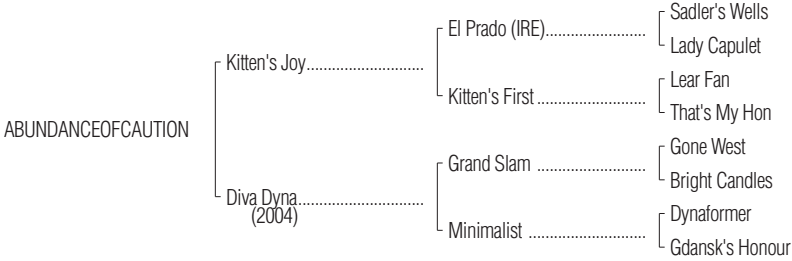 Sadler's Wells
El Prado (IRE)..........................
Lady Capulet
Kitten's Joy..............................
Lear Fan
Kitten's First ............................
That's My Hon
ABUNDANCEOFCAUTION
Gone West
Grand Slam ............................
Bright Candles
Diva Dyna................................
(2004)
Dynaformer
Minimalist ..............................
Gdansk's Honour